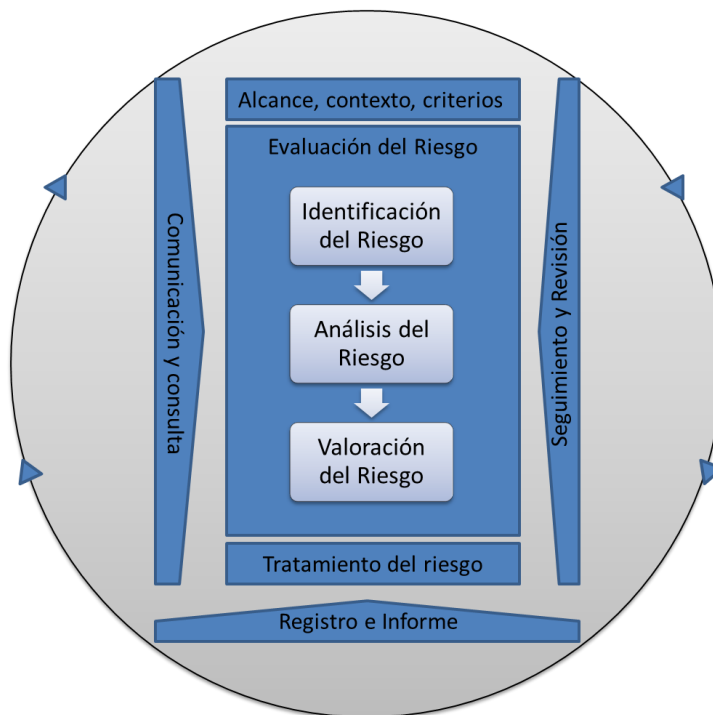 Alcance, contexto, criterios
Evaluación del Riesgo
Identificación
del Riesgo
Análisis del
Riesgo
Valoración
del Riesgo
Tratamiento del riesgo
Comunicación y consulta
Seguimiento y Revisión
Registro e Informe